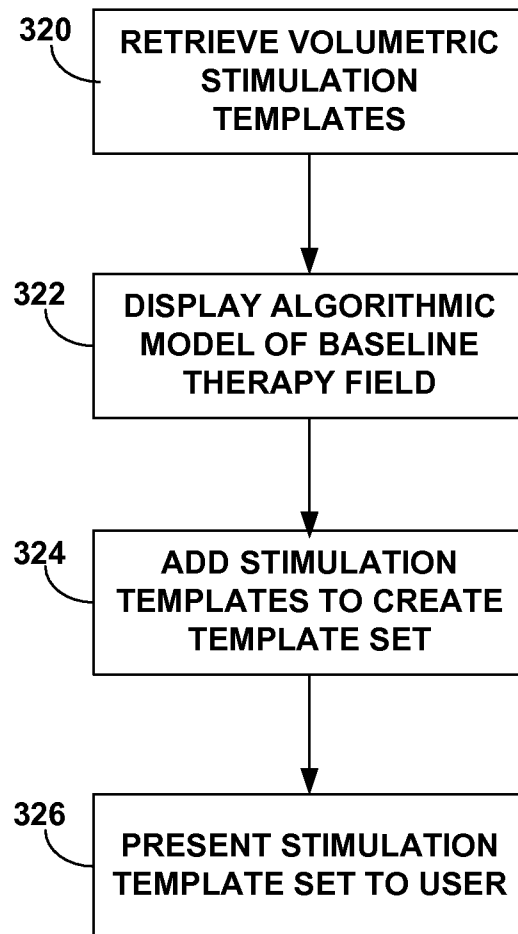 320
RETRIEVE VOLUMETRIC
STIMULATION
TEMPLATES
322
DISPLAY ALGORITHMIC
MODEL OF BASELINE
THERAPY FIELD
324
ADD STIMULATION
TEMPLATES TO CREATE
TEMPLATE SET
326
PRESENT STIMULATION
TEMPLATE SET TO USER